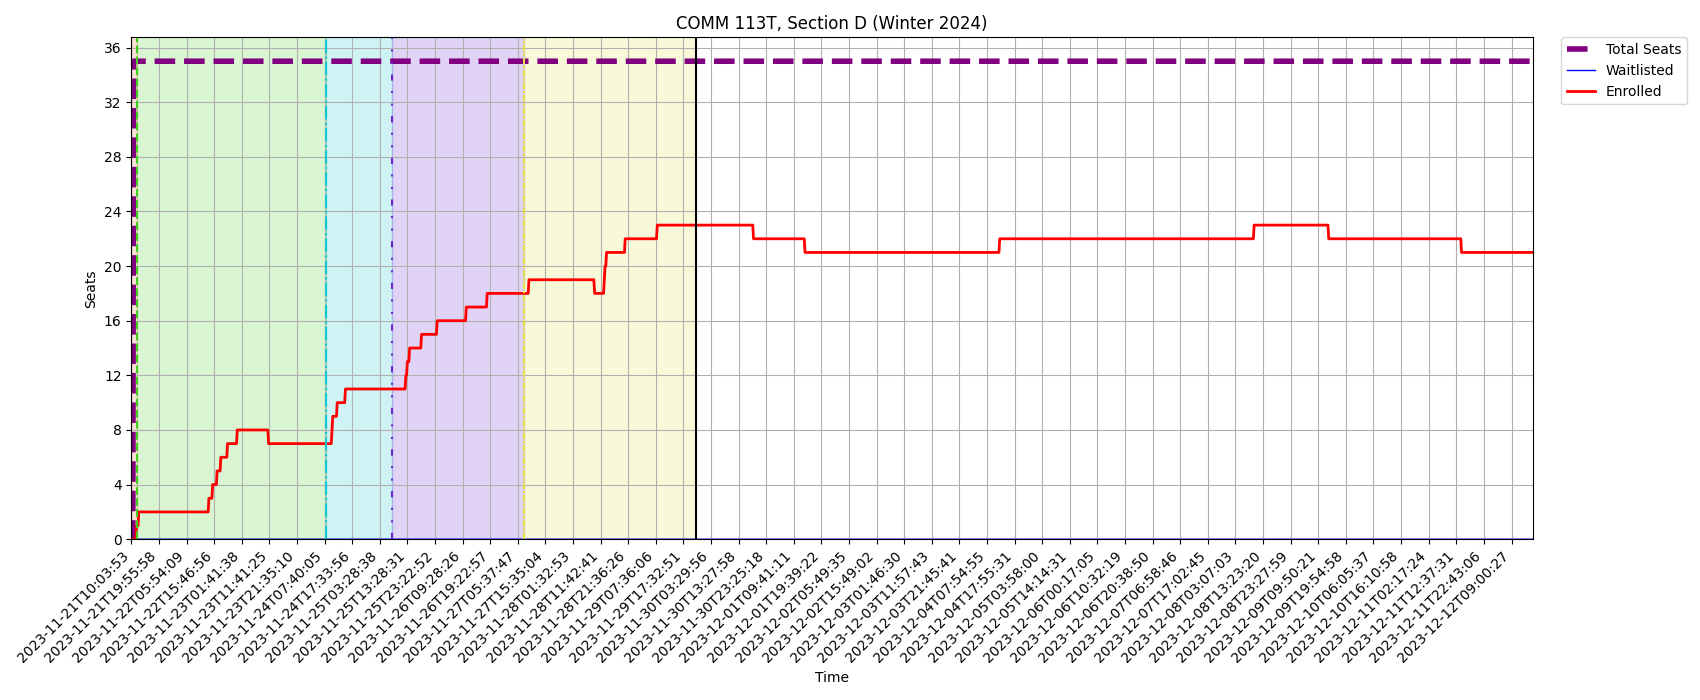 COMM 113T, Section D (Winter 2024)
Total Seats
Waitlisted
Enrolled
36
32
28
24
20
16
12
8
4
0
Seats
2023-11-21T10:03:53
2023-11-21T19:55:58
2023-11-22T05:54:09
2023-11-22T15:46:56
2023-11-23T01:41:38
2023-11-23T11:41:25
2023-11-23T21:35:10
2023-11-24T07:40:05
2023-11-24T17:33:56
2023-11-25T03:28:38
2023-11-25T13:28:31
2023-11-25T23:22:52
2023-11-26T09:28:26
2023-11-26T19:22:57
2023-11-27T05:37:47
2023-11-27T15:35:04
2023-11-28T01:32:53
2023-11-28T11:42:41
2023-11-28T21:36:26
2023-11-29T07:36:06
2023-11-29T17:32:51
2023-11-30T03:29:56
2023-11-30T13:27:58
2023-11-30T23:25:18
2023-12-01T09:41:11
2023-12-01T19:39:22
2023-12-02T05:49:35
2023-12-02T15:49:02
2023-12-03T01:46:30
2023-12-03T11:57:43
2023-12-03T21:45:41
2023-12-04T07:54:55
2023-12-04T17:55:31
2023-12-05T03:58:00
2023-12-05T14:14:31
2023-12-06T00:17:05
2023-12-06T10:32:19
2023-12-06T20:38:50
2023-12-07T06:58:46
2023-12-07T17:02:45
2023-12-08T03:07:03
2023-12-08T13:23:20
2023-12-08T23:27:59
2023-12-09T09:50:21
2023-12-09T19:54:58
2023-12-10T06:05:37
2023-12-10T16:10:58
2023-12-11T02:17:24
2023-12-11T12:37:31
2023-12-11T22:43:06
2023-12-12T09:00:27
Time